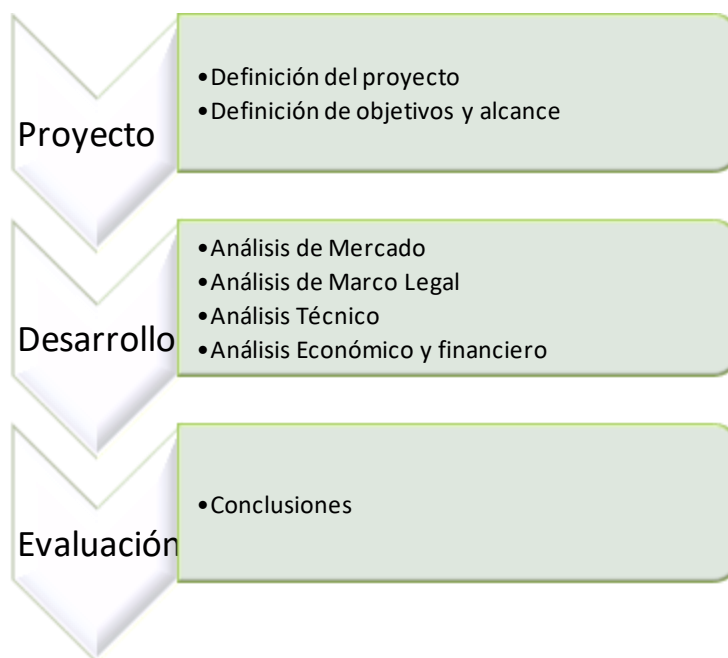 Proyecto
•Definición del proyecto
•Definición de objetivos y alcance
Desarrollo
•Análisis de Mercado
•Análisis de Marco Legal
•Análisis Técnico
•Análisis Económico y financiero
Evaluación
•Conclusiones